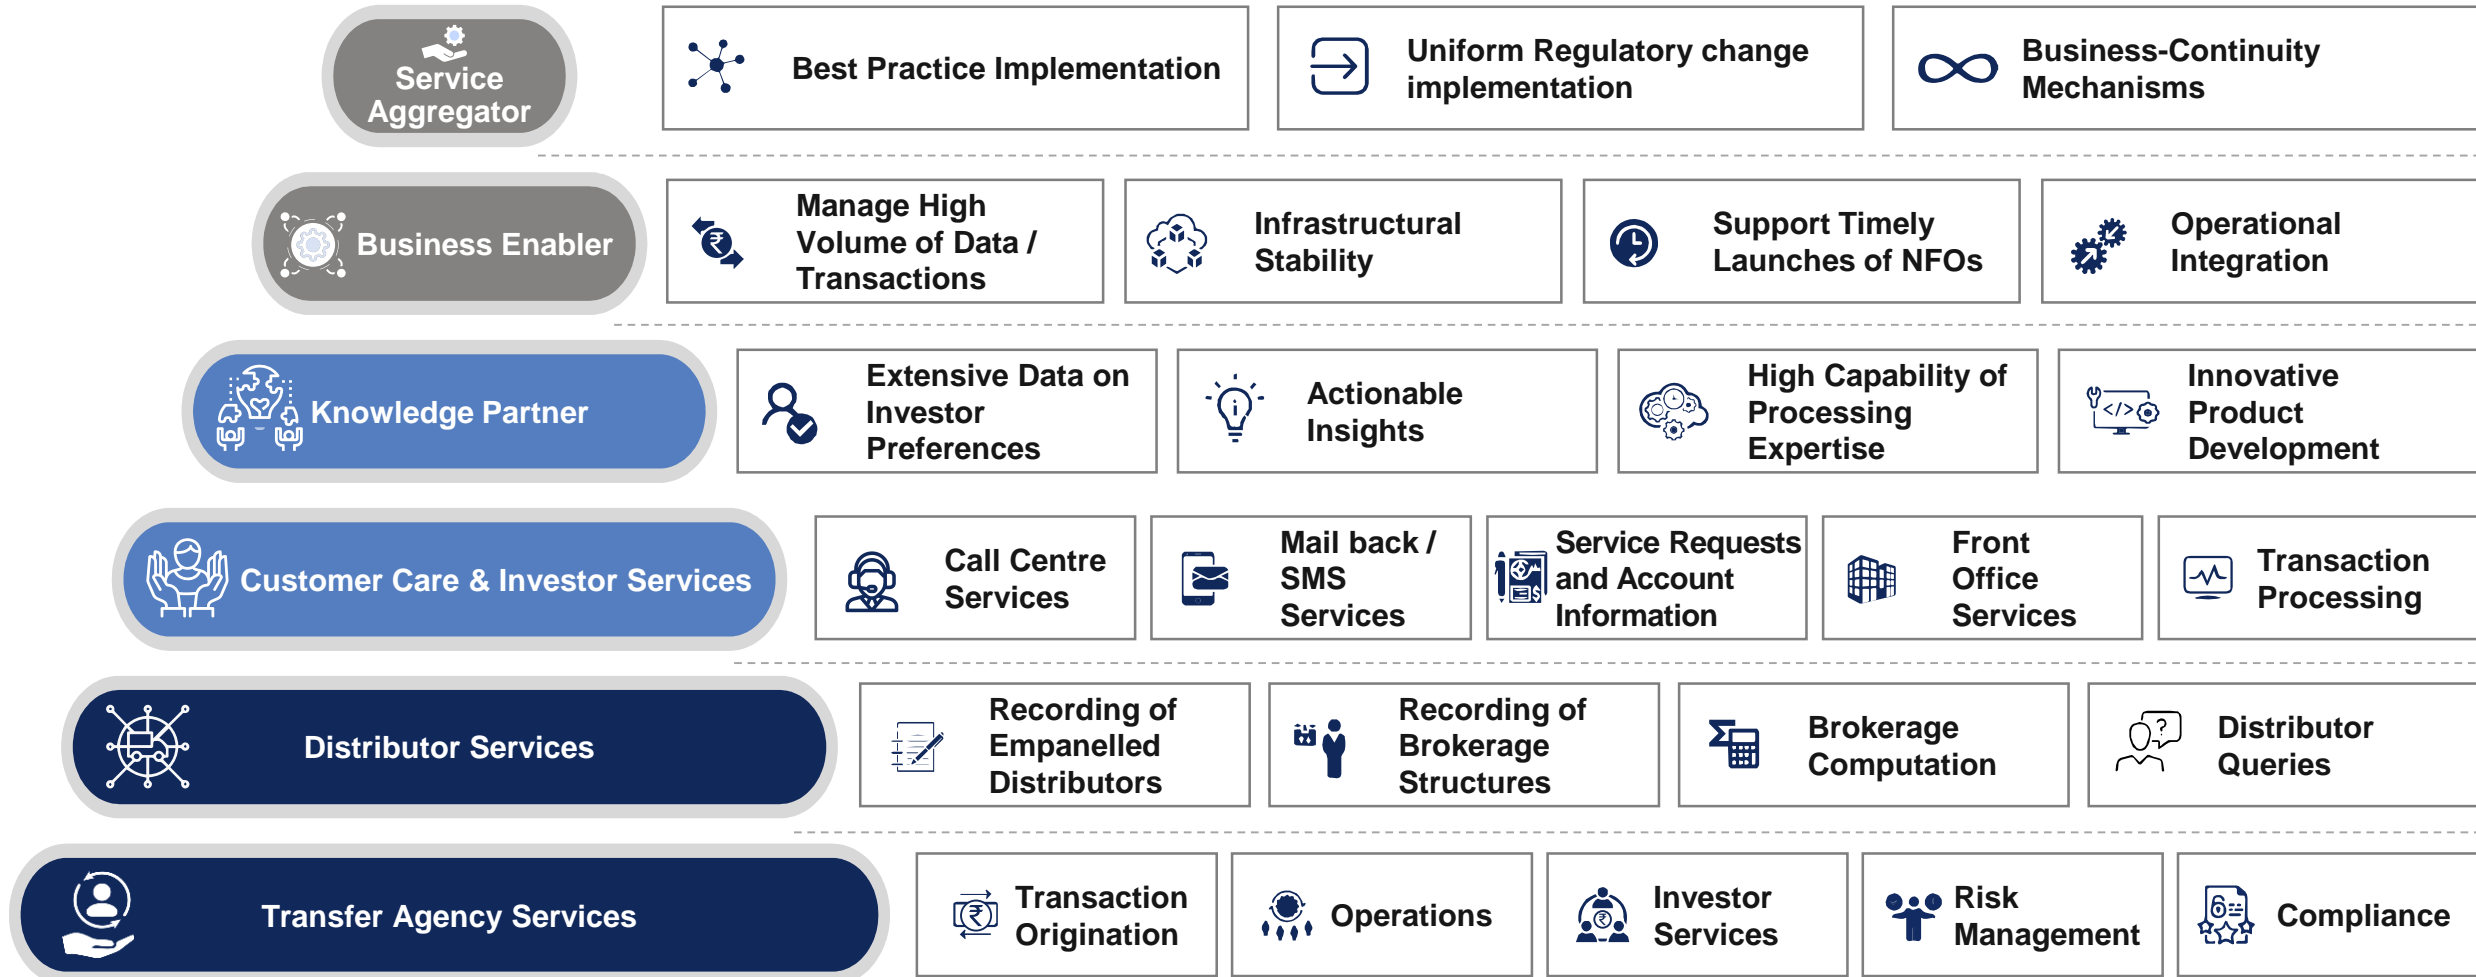 Service
Aggregator
Best Practice Implementation
Uniform Regulatory change
implementation
Business-Continuity
Mechanisms
Business Enabler
Manage High
Volume of Data /
Transactions
Infrastructural
Stability
Support Timely
Launches of NFOs
Operational
Integration
Knowledge Partner
Extensive Data on
Investor
Preferences
Actionable
Insights
High Capability of
Processing
Expertise
Innovative
Product
Development
Customer Care & Investor Services
Call Centre
Services
Mail back /
SMS
Services
Service Requests
and Account
Information
Front
Office
Services
Transaction
Processing
Distributor Services
Recording of
Empanelled
Distributors
Recording of
Brokerage
Structures
Brokerage
Computation
Distributor
Queries
Transfer Agency Services
Transaction
Origination
Operations
Investor
Services
Risk
Management
Compliance